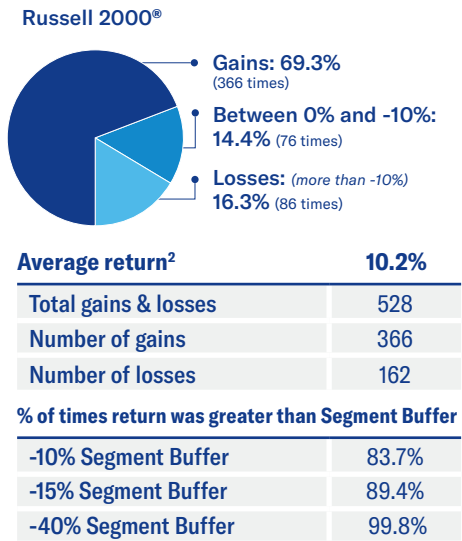 Russell 2000®
Gains: 69.3%
(366 times)
Between 0% and -10%:
14.4% (76 times)
Losses: (more than -10%)
16.3% (86 times)
Average return² 10.2%
Total gains & losses 528
Number of gains 366
Number of losses 162
% of times return was greater than Segment Buffer
-10% Segment Buffer 83.7%
-15% Segment Buffer 89.4%
-40% Segment Buffer 99.8%